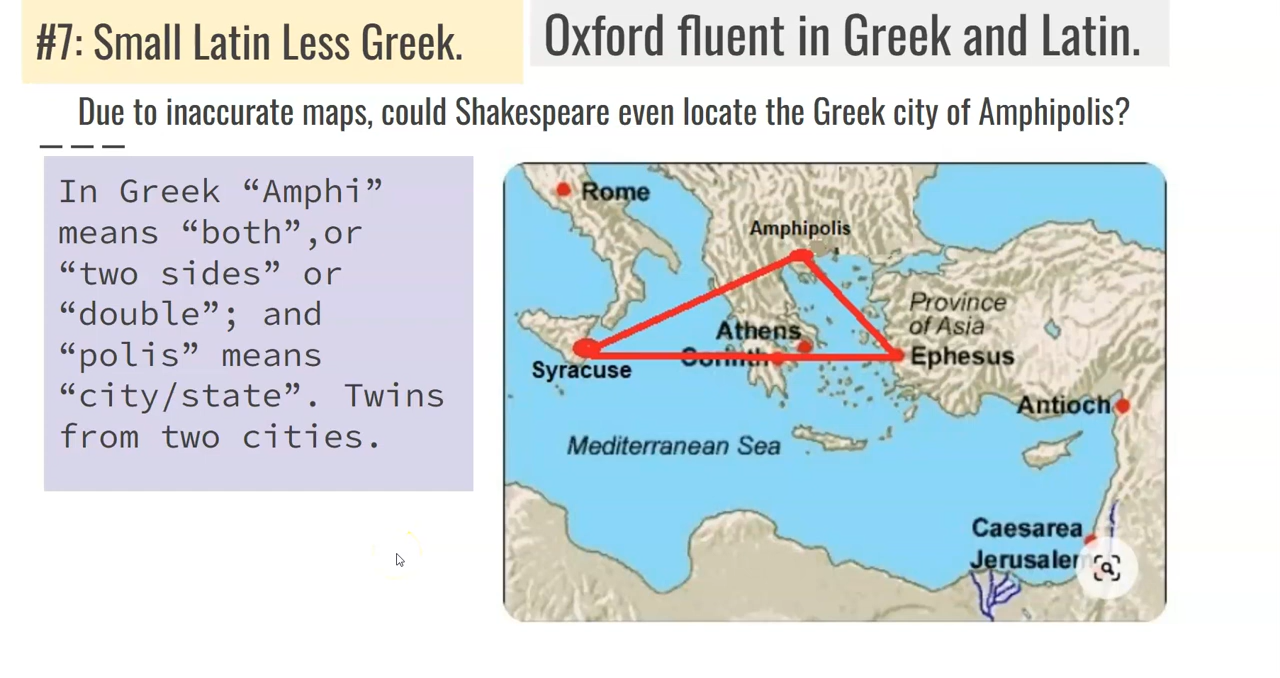 #7: Small Latin Less Greek.
Oxford fluent in Greek and Latin.
Due to inaccurate maps, could Shakespeare even locate the Greek city of Amphipolis?
In Greek “Amphi”
means “both”,or
“two sides” or
“double”; and
“polis” means
“city/state”. Twins
from two cities.
Rome
Amphipolis
Province
of Asia
Athens
Corinth
Ephesus
Syracuse
Antioch
Mediterranean Sea
Caesarea
Jerusalem